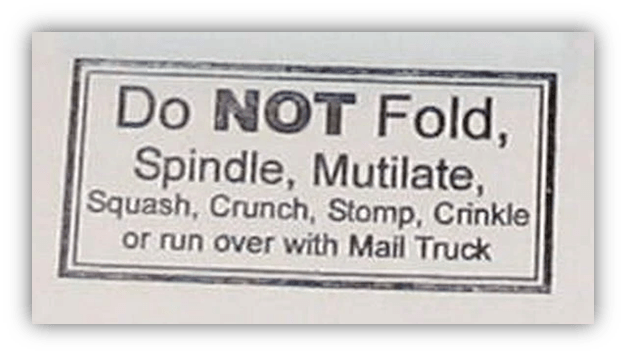 Do NOT Fold,
Spindle, Mutilate,
Squash, Crunch, Stomp, Crinkle
or run over with Mail Truck